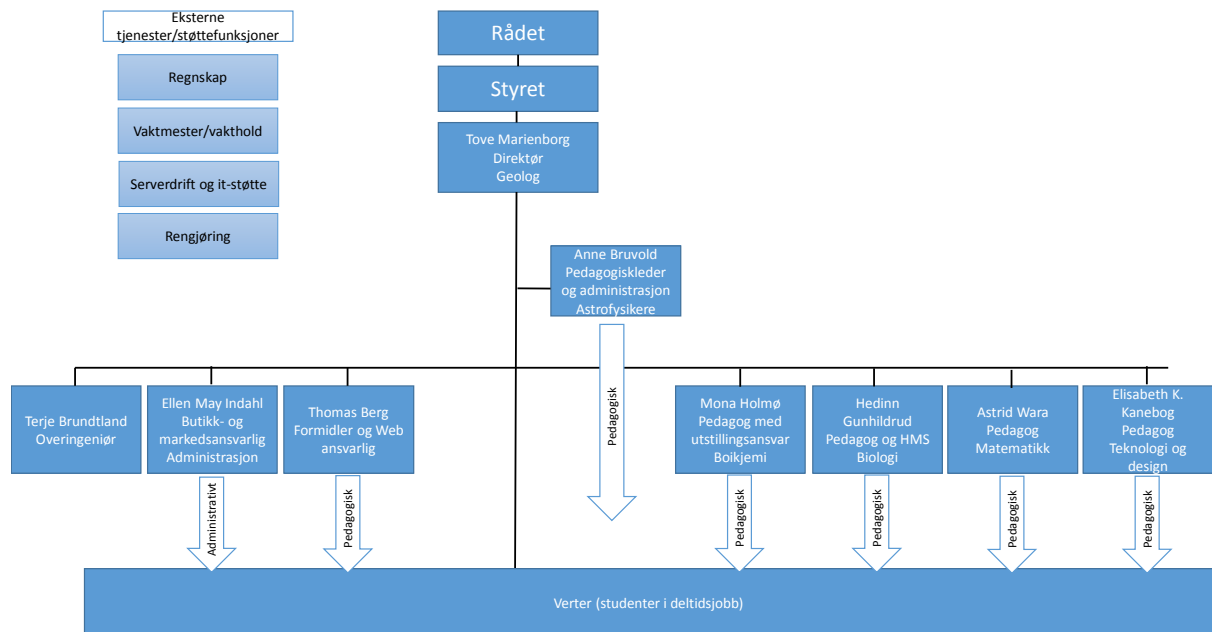 Eksterne
tjenester/støttefunksjoner
Regnskap
Vaktmester/vakthold
Serverdrift og it-støtte
Rengjøring
Rådet
Styret
Tove Marienborg
Direktør
Geolog
Anne Bruvold
Pedagogiskleder
og administrasjon
Astrofysikere
Pedagogisk
Terje Brundtland
Overingeniør
Ellen May Indahl
Butikk- og
markedsansvarlig
Administrasjon
Thomas Berg
Formidler og Web
ansvarlig
Mona Holmø
Pedagog med
utstillingsansvar
Boikjemi
Hedinn
Gunhildrud
Pedagog og HMS
Biologi
Astrid Wara
Pedagog
Matematikk
Elisabeth K.
Kanebog
Pedagog
Teknologi og
design
Administrativt
Pedagogisk
Pedagogisk
Pedagogisk
Pedagogisk
Pedagogisk
Verter (studenter i deltidsjobb)